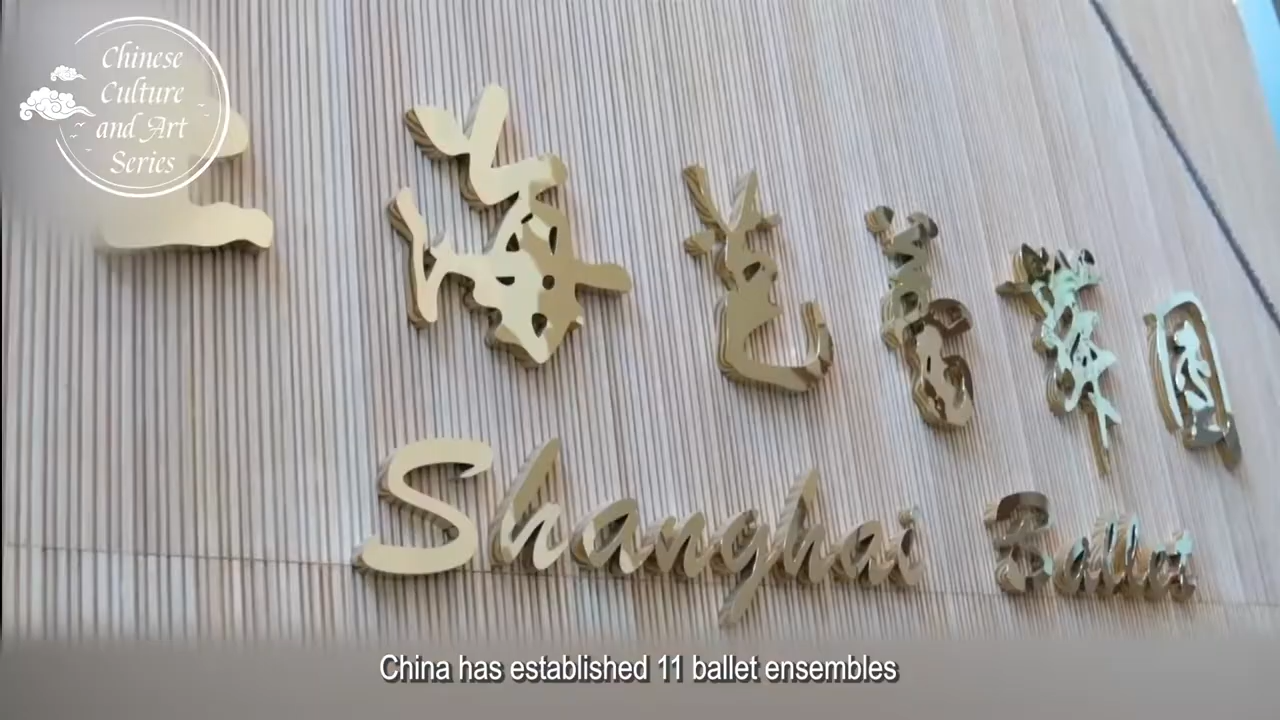 Chinese
Culture
and Art
Series
上海芭蕾舞团
Shanghai Ballet
China has established 11 ballet ensembles